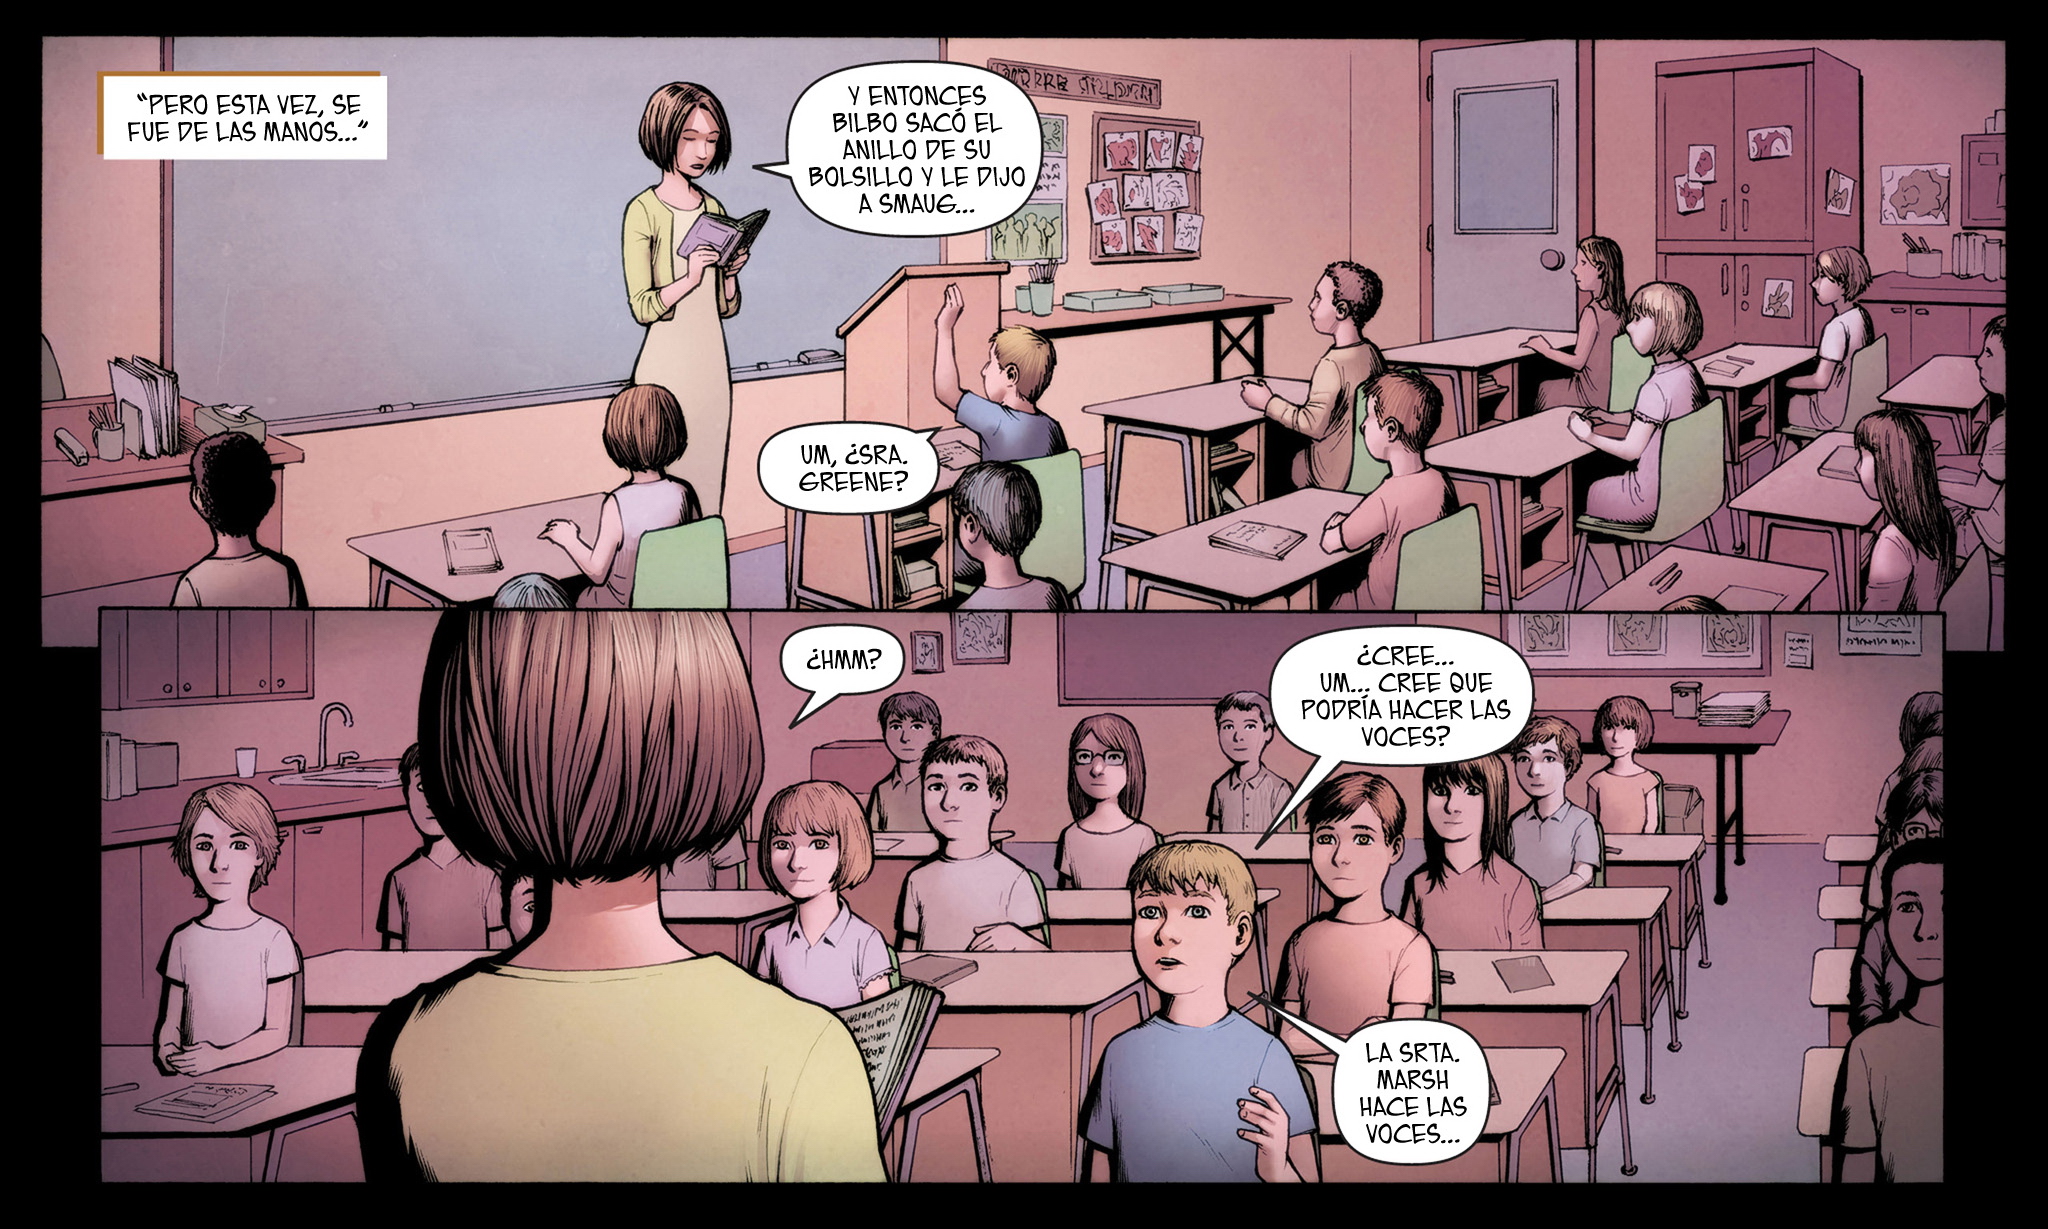 “PERO ESTA VEZ, SE
FUE DE LAS MANOS...”
Y ENTONCES
BILBO SACÓ EL
ANILLO DE SU
BOLSILLO Y LE DIJO
A SMAUG...
UM, ¿SRA.
GREENE?
¿HMM?
¿CREE...
UM... CREE QUE
PODRÍA HACER LAS
VOCES?
LA SRTA.
MARSH
HACE LAS
VOCES...